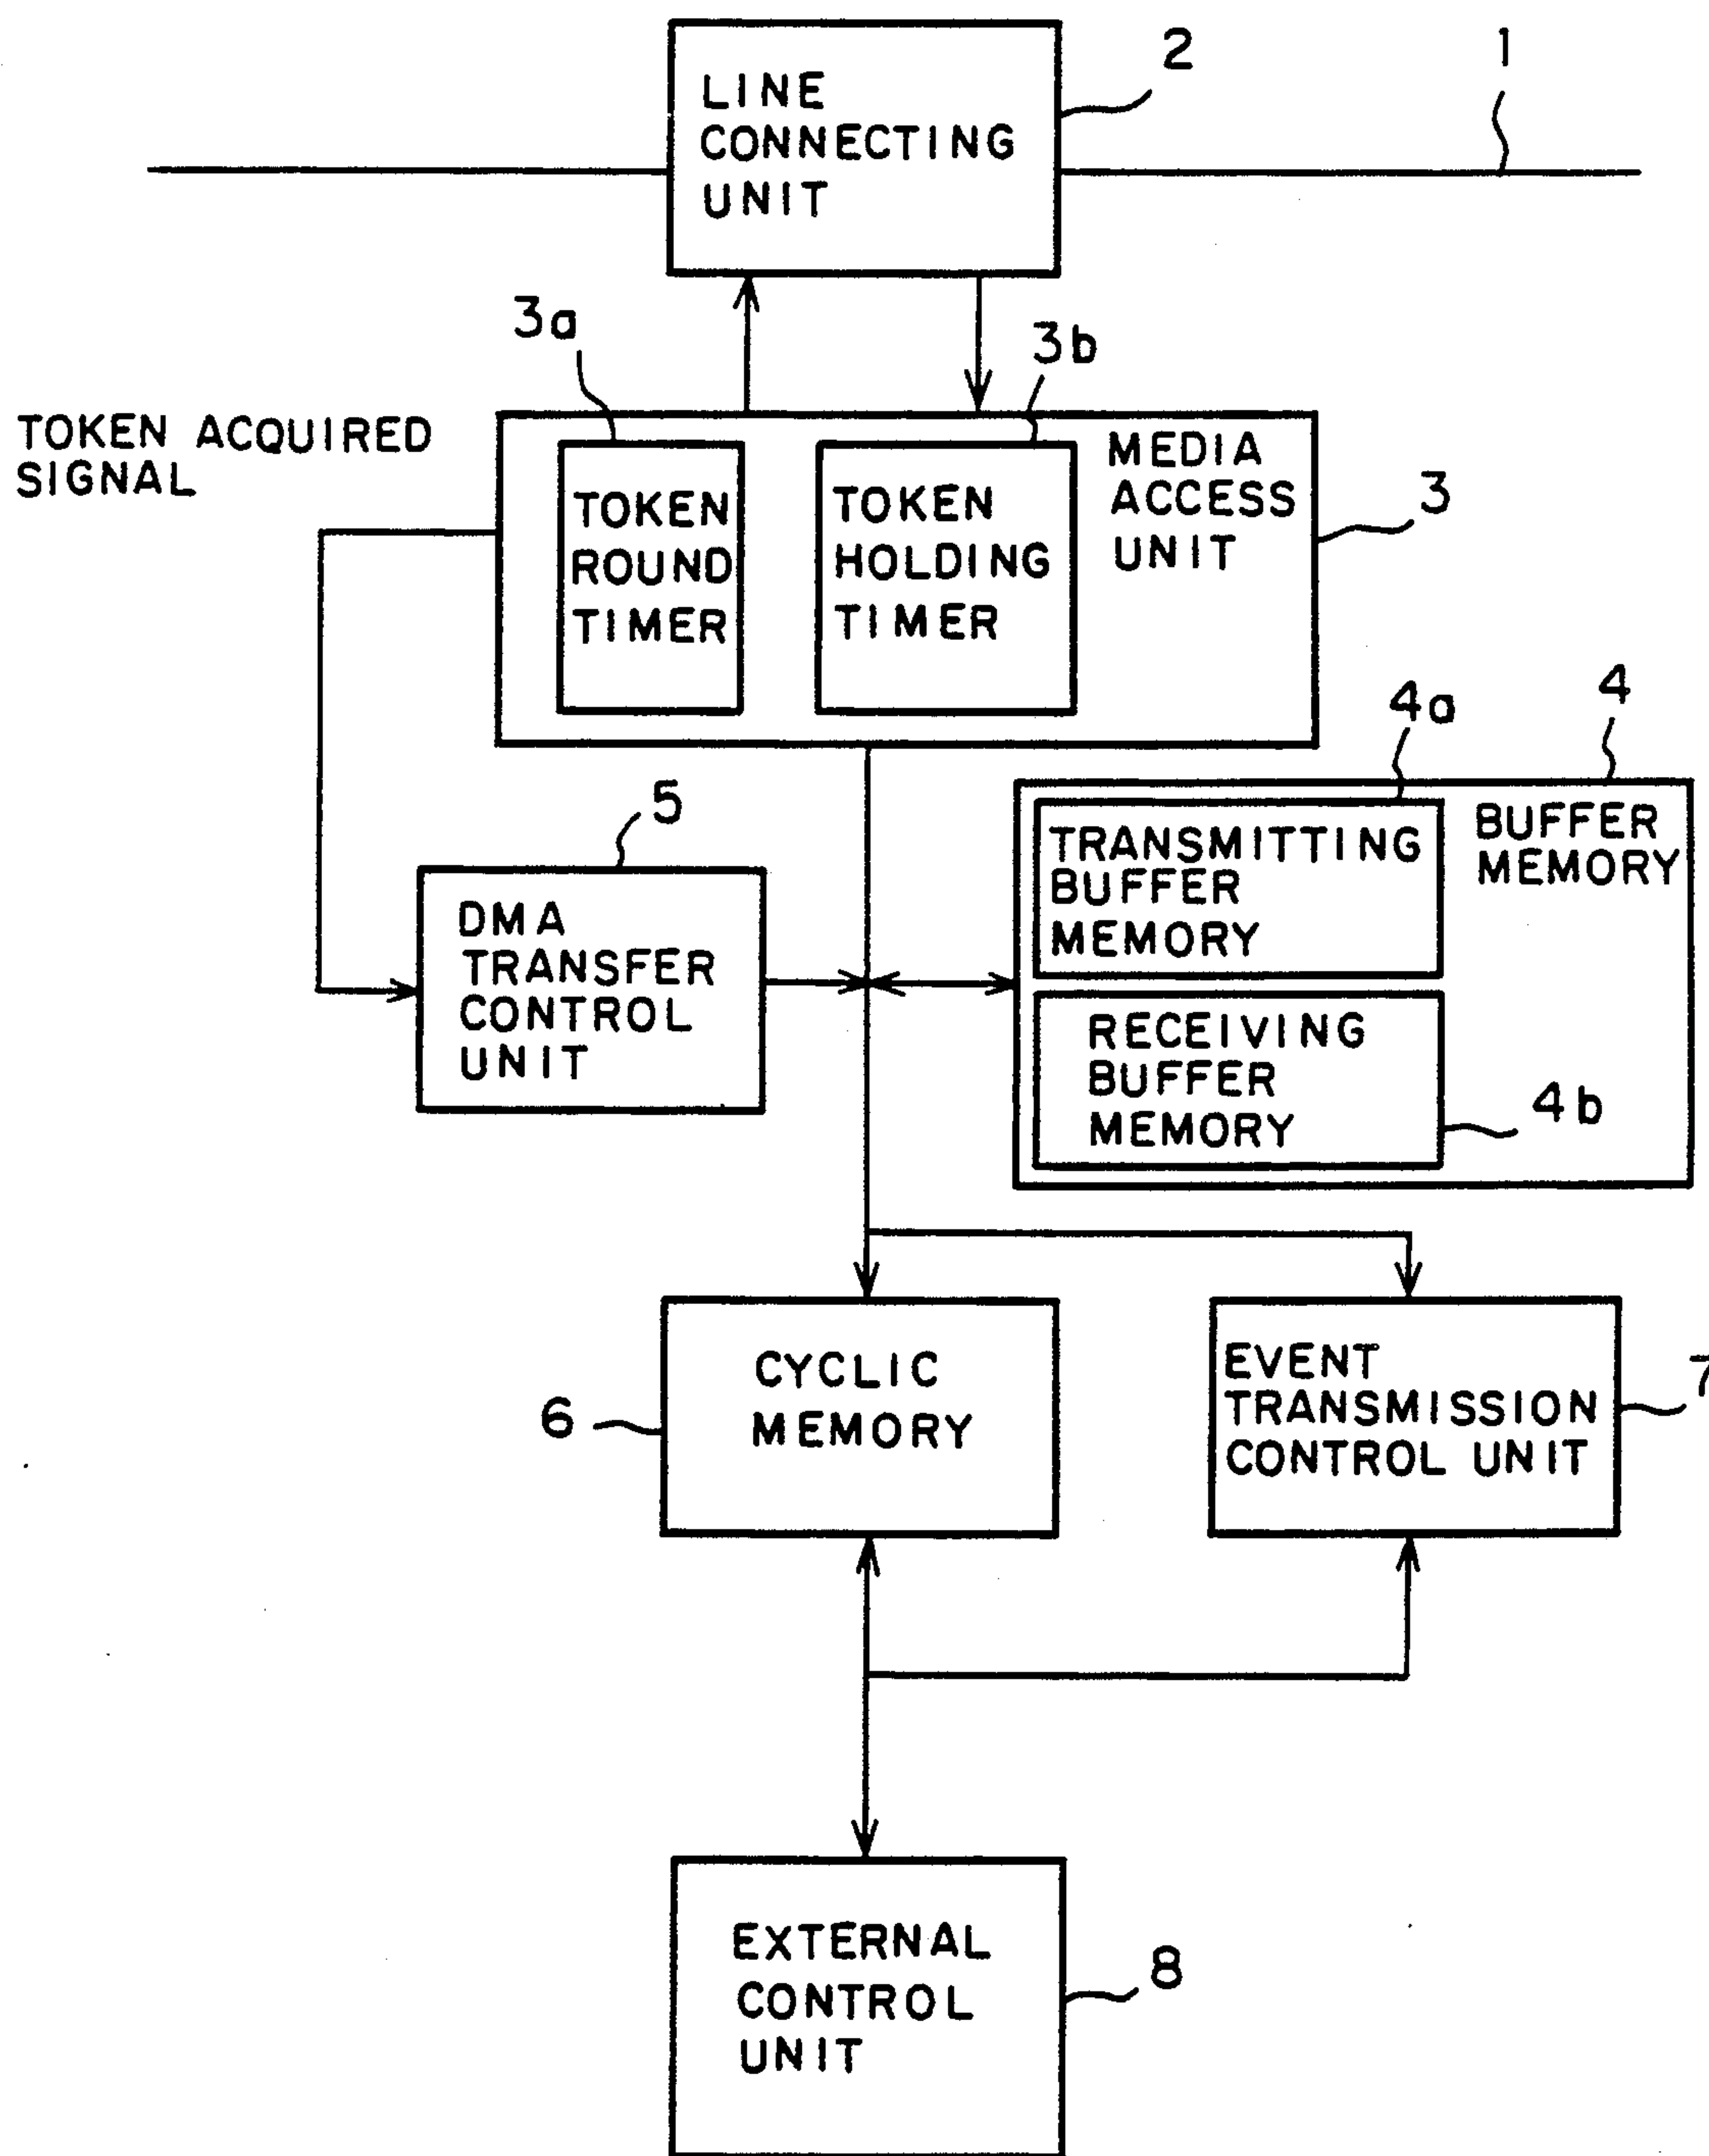 2
1
LINE
CONNECTING
UNIT
3a
3b
TOKEN ACQUIRED
SIGNAL
TOKEN
ROUND
TIMER
TOKEN
HOLDING
TIMER
MEDIA
ACCESS
UNIT
3
4a
4
5
TRANSMITTING
BUFFER
MEMORY
BUFFER
MEMORY
DMA
TRANSFER
CONTROL
UNIT
RECEIVING
BUFFER
MEMORY
4b
CYCLIC
MEMORY
6
EVENT
TRANSMISSION
CONTROL UNIT
7
EXTERNAL
CONTROL
UNIT
8